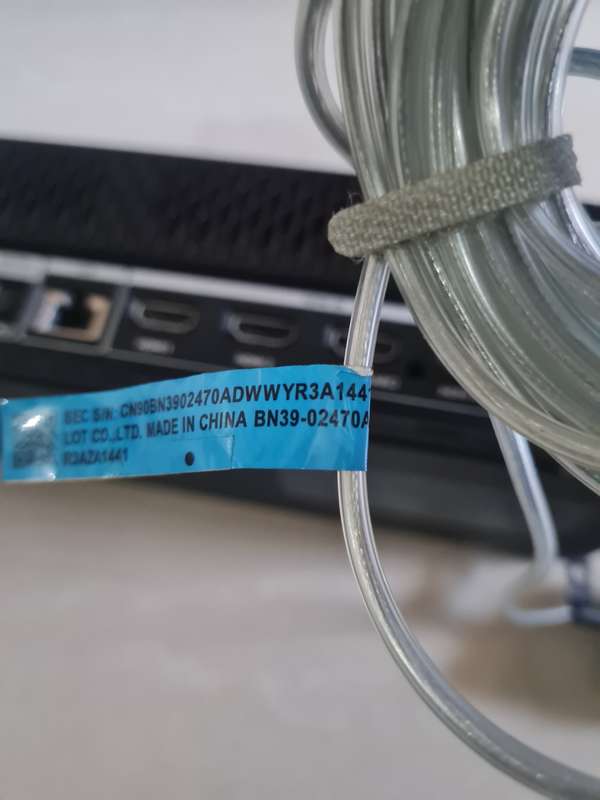 SEC S/N: CN90BN3902470ADWWYR3A144
LOT CO.,LTD. MADE IN CHINA BN39-02470A
R3AZA1441